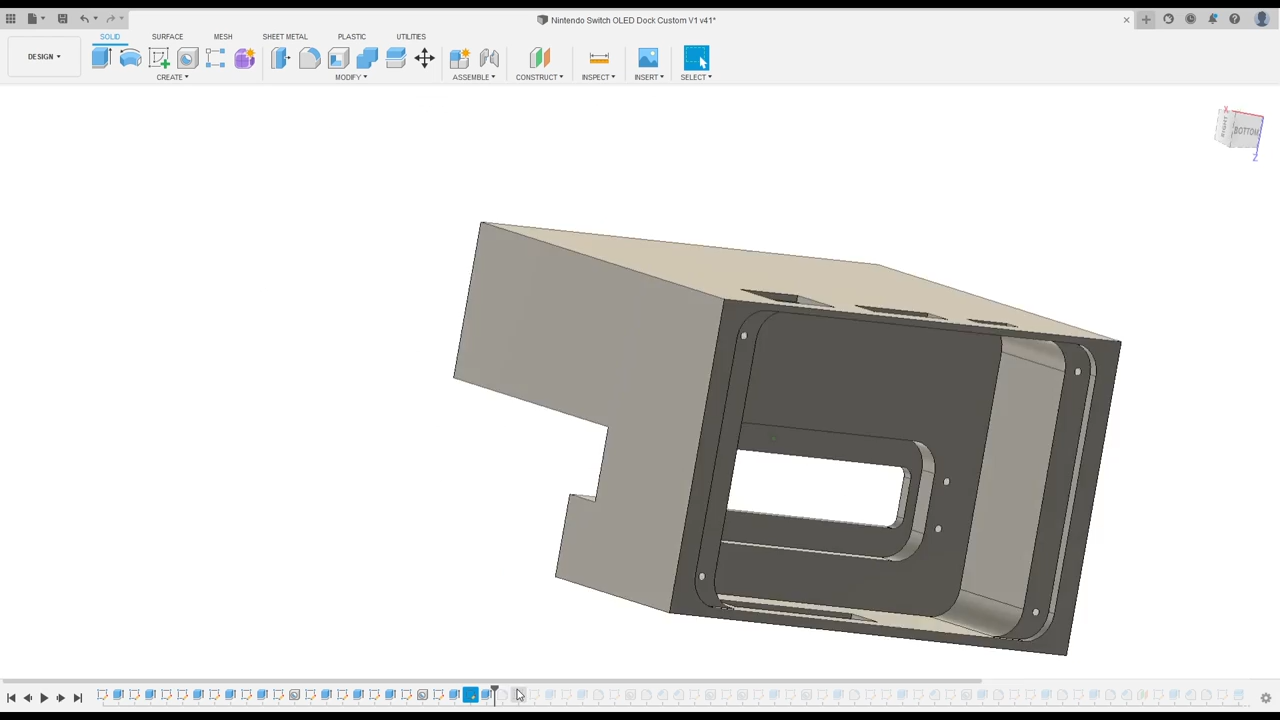 Nintendo Switch OLED Dock Custom V1 v41*
SOLID SURFACE MESH SHEET METAL PLASTIC UTILITIES
DESIGN
CREATE MODIFY ASSEMBLE CONSTRUCT INSPECT INSERT SELECT
X
RIGHT BOTTOM
Z